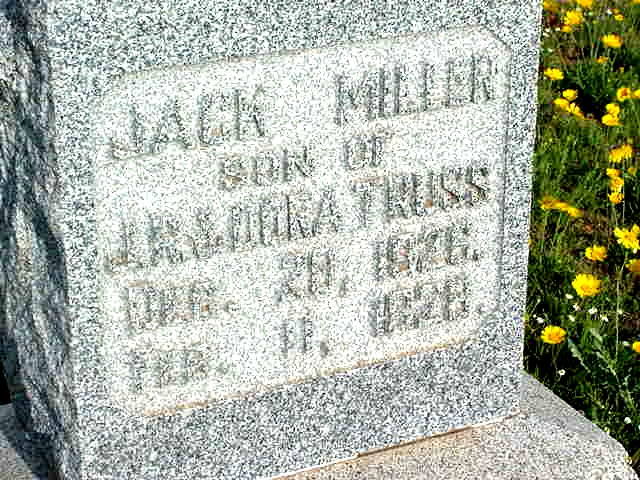 JACK MILLER
SON OF
J.R. & DORA TRUSS
DEC. 20, 1926.
FEB. 11, 1928.